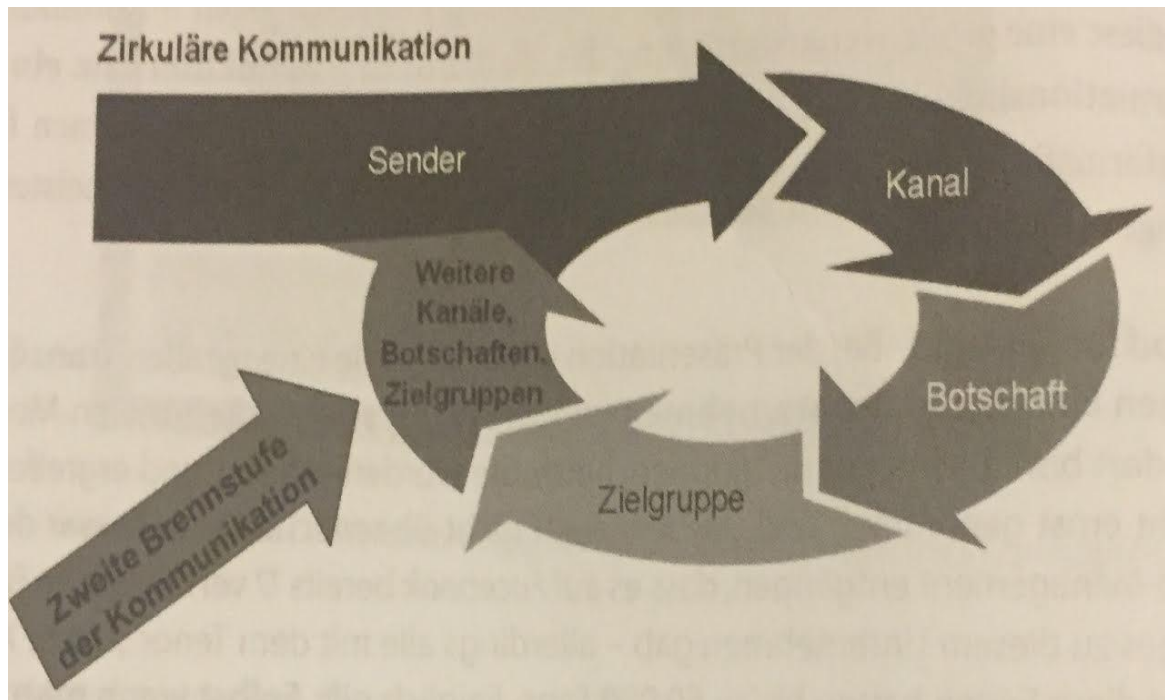 Zirkuläre Kommunikation
Sender
Kanal
Botschaft
Zielgruppe
Weitere
Kanäle,
Botschaften,
Zielgruppen
Zweite Brennstufe
der Kommunikation